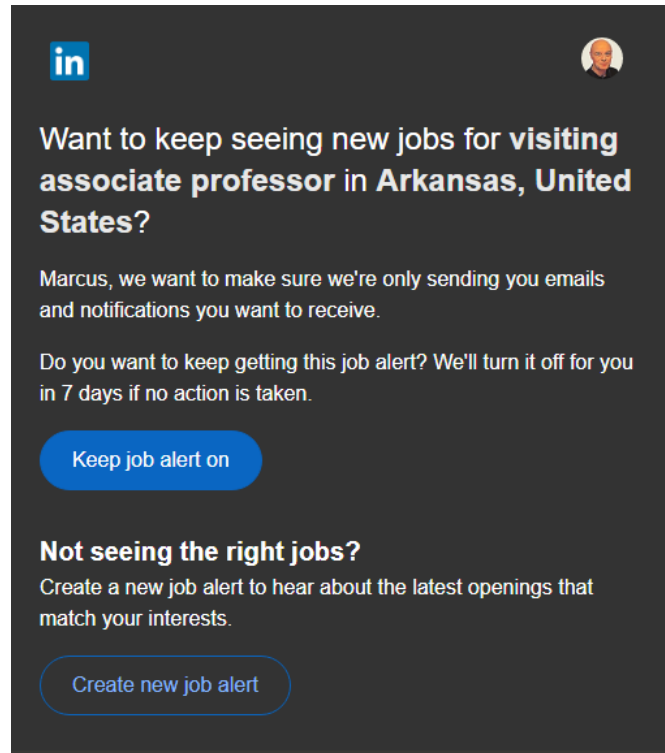 in
Want to keep seeing new jobs for visiting
associate professor in Arkansas, United
States?
Marcus, we want to make sure we're only sending you emails
and notifications you want to receive.
Do you want to keep getting this job alert? We'll turn it off for you
in 7 days if no action is taken.
Keep job alert on
Not seeing the right jobs?
Create a new job alert to hear about the latest openings that
match your interests.
Create new job alert